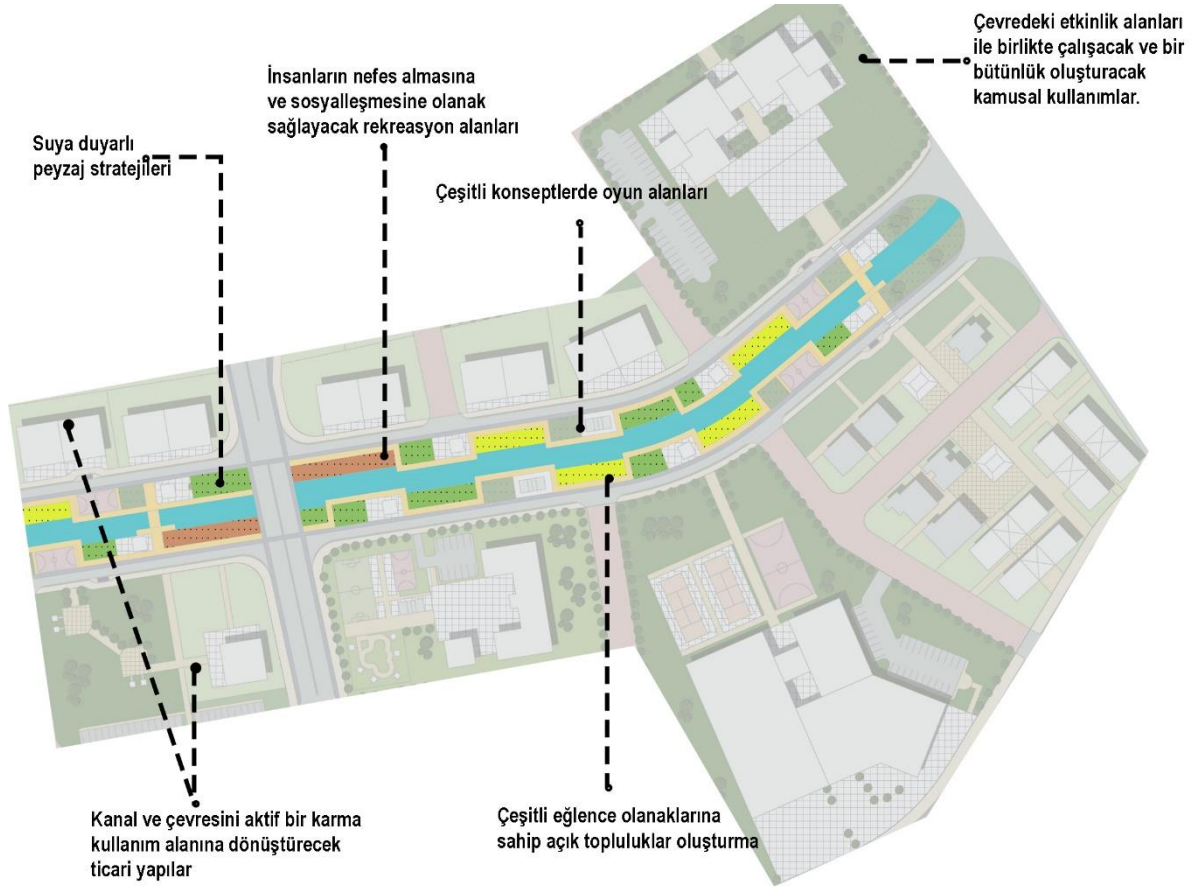 Çevredeki etkinlik alanları
ile birlikte çalışacak ve bir
bütünlük oluşturacak
kamusal kullanımlar.
İnsanların nefes almasına
ve sosyalleşmesine olanak
sağlayacak rekreasyon alanları
Suya duyarlı
peyzaj stratejileri
Çeşitli konseptlerde oyun alanları
Kanal ve çevresini aktif bir karma
kullanım alanına dönüştürecek
ticari yapılar
Çeşitli eğlence olanaklarına
sahip açık topluluklar oluşturma